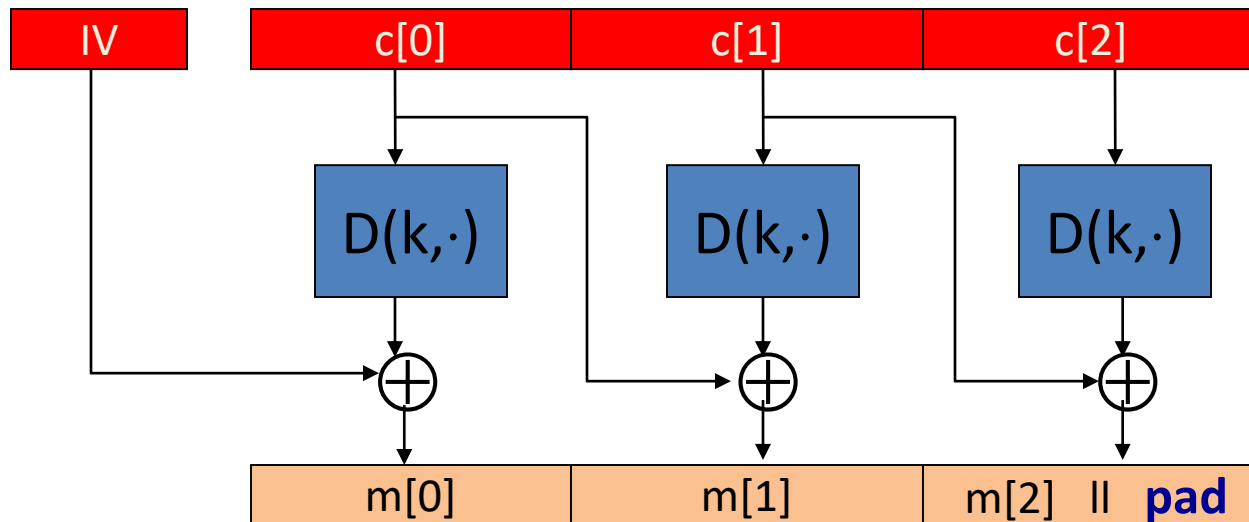 IV c[0] c[1] c[2]
D(k,·) D(k,·) D(k,·)
m[0] m[1] m[2] ll pad